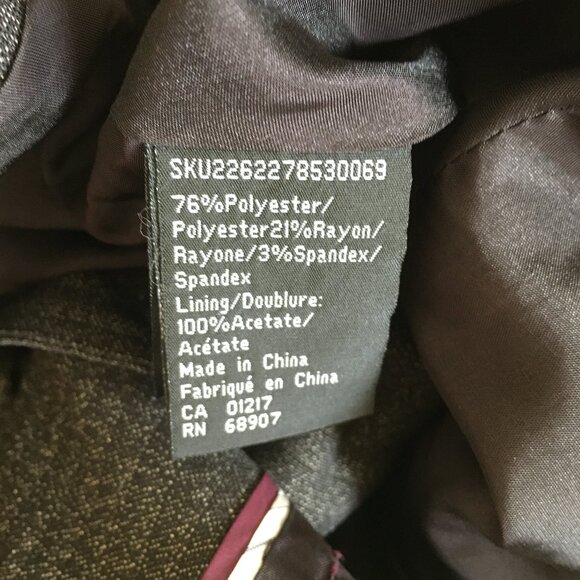 SKU2262278530069
76%Polyester/
Polyester21%Rayon/
Rayone/3%Spandex/
Spandex
Lining/Doublure:
100%Acetate/
Acétate
Made in China
Fabriqué en China
CA 01217
RN 68907